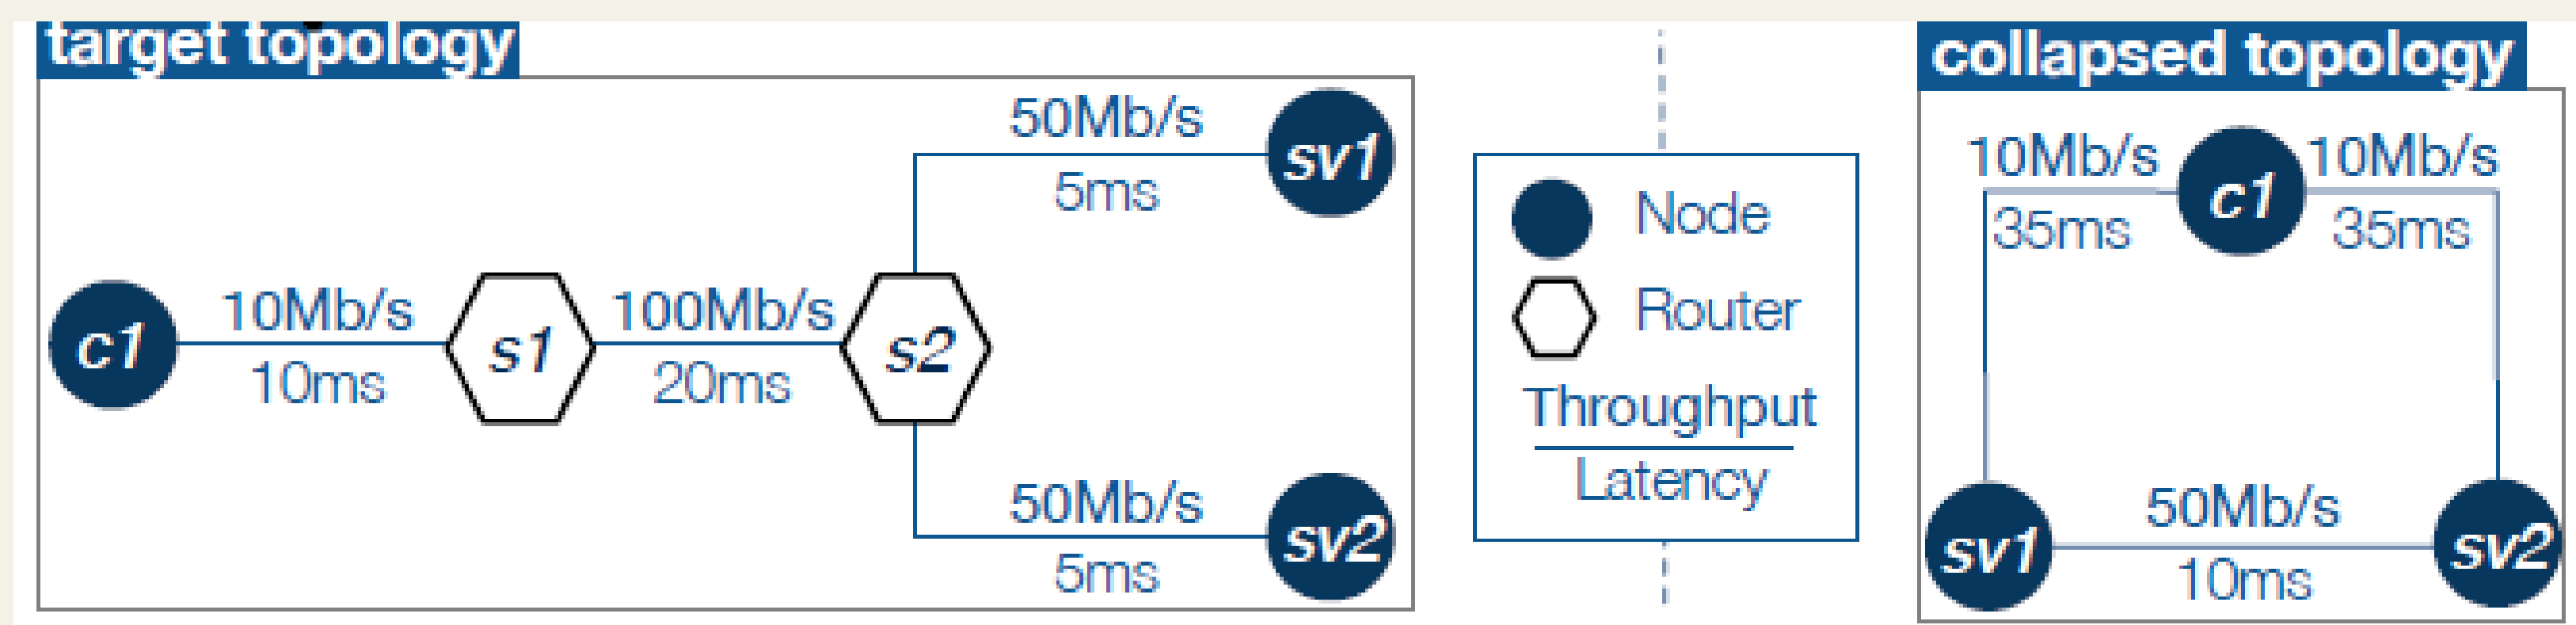 target topology
50Mb/s
sv1
5ms
10Mb/s
100Mb/s
c1
s1
s2
10ms
20ms
50Mb/s
sv2
5ms
Node
Router
Throughput
Latency
collapsed topology
10Mb/s
c1
10Mb/s
35ms
35ms
50Mb/s
sv1
sv2
10ms